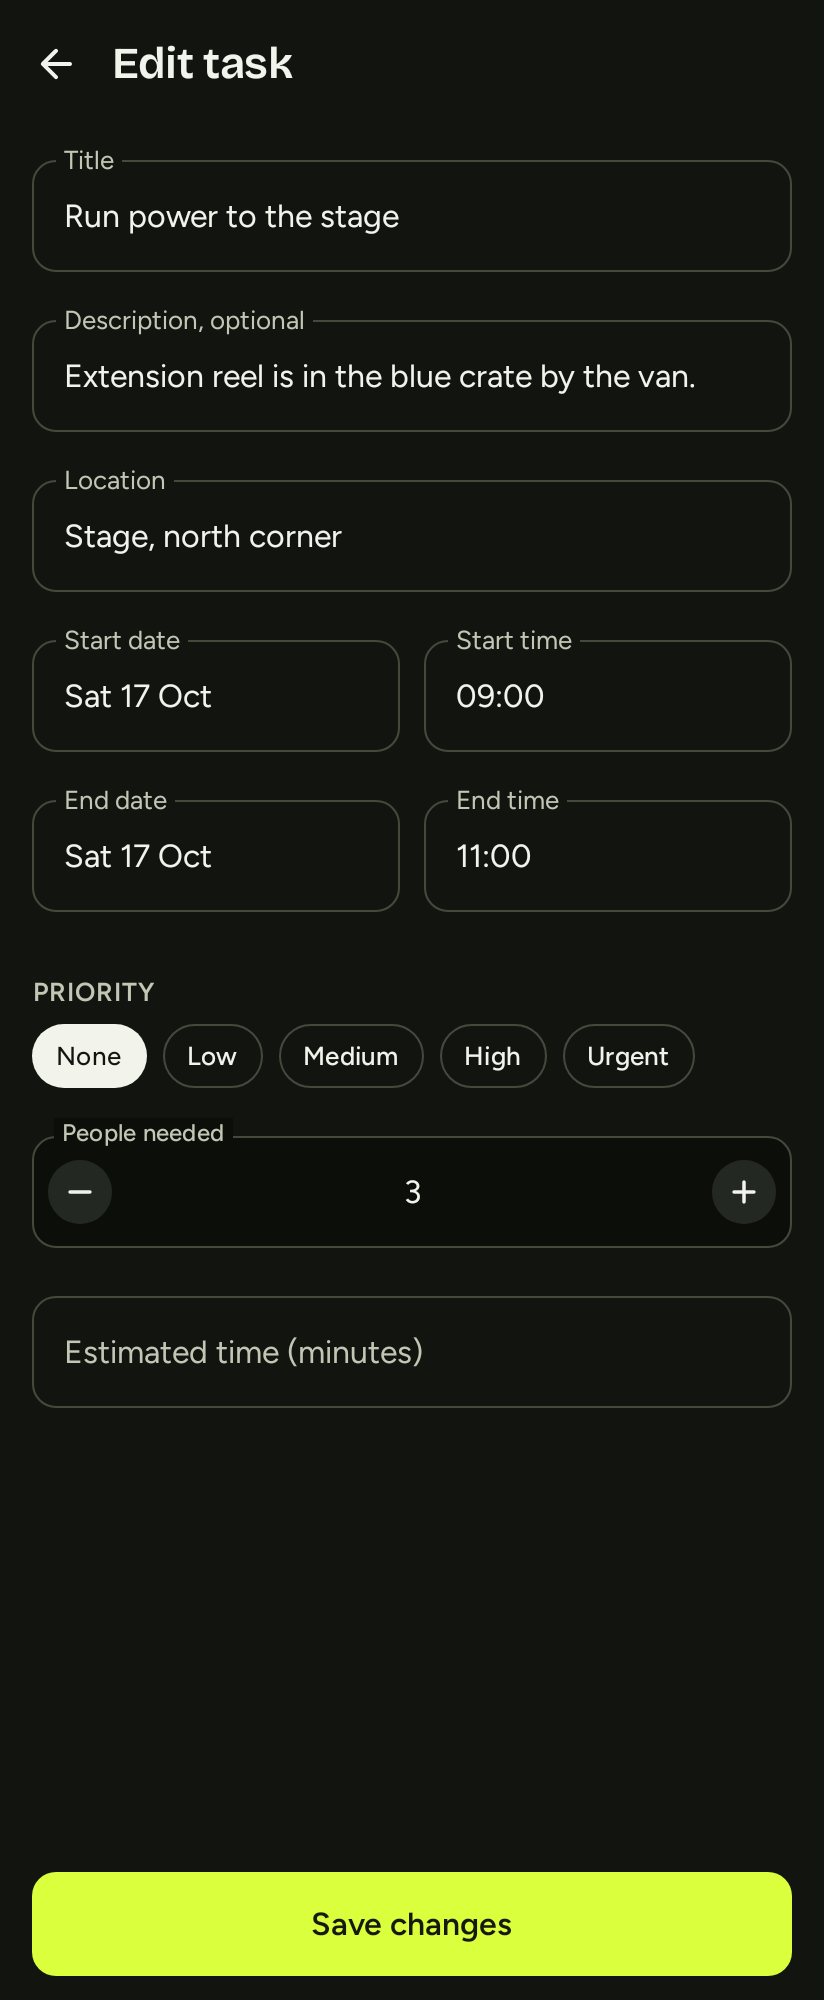 Edit task
Title
Run power to the stage
Description, optional
Extension reel is in the blue crate by the van.
Location
Stage, north corner
Start date
Start time
Sat 17 Oct
09:00
End date
End time
Sat 17 Oct
11:00
PRIORITY
None Low Medium High Urgent
People needed
3
Estimated time (minutes)
Save changes